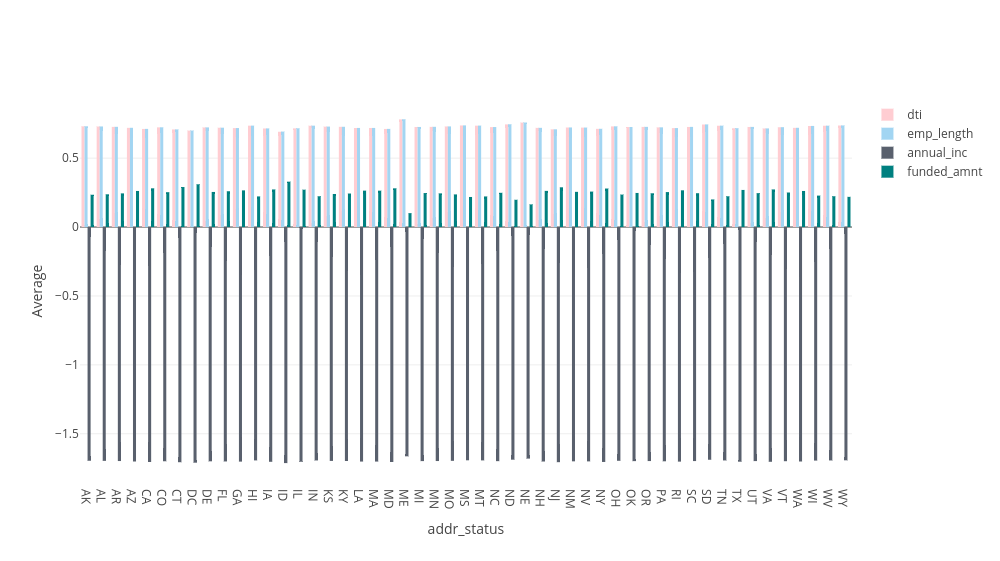 dti
emp_length
annual_inc
funded_amnt
0.5
0
−0.5
−1
−1.5
Average
AK AL AR AZ CA CO CT DC DE FL GA HI IA ID IL IN KS KY LA MA MD ME MI MN MO MS MT NC ND NE NH NJ NM NV NY OH OK OR PA RI SC SD TN TX UT VA VT WA WI WV WY
addr_status